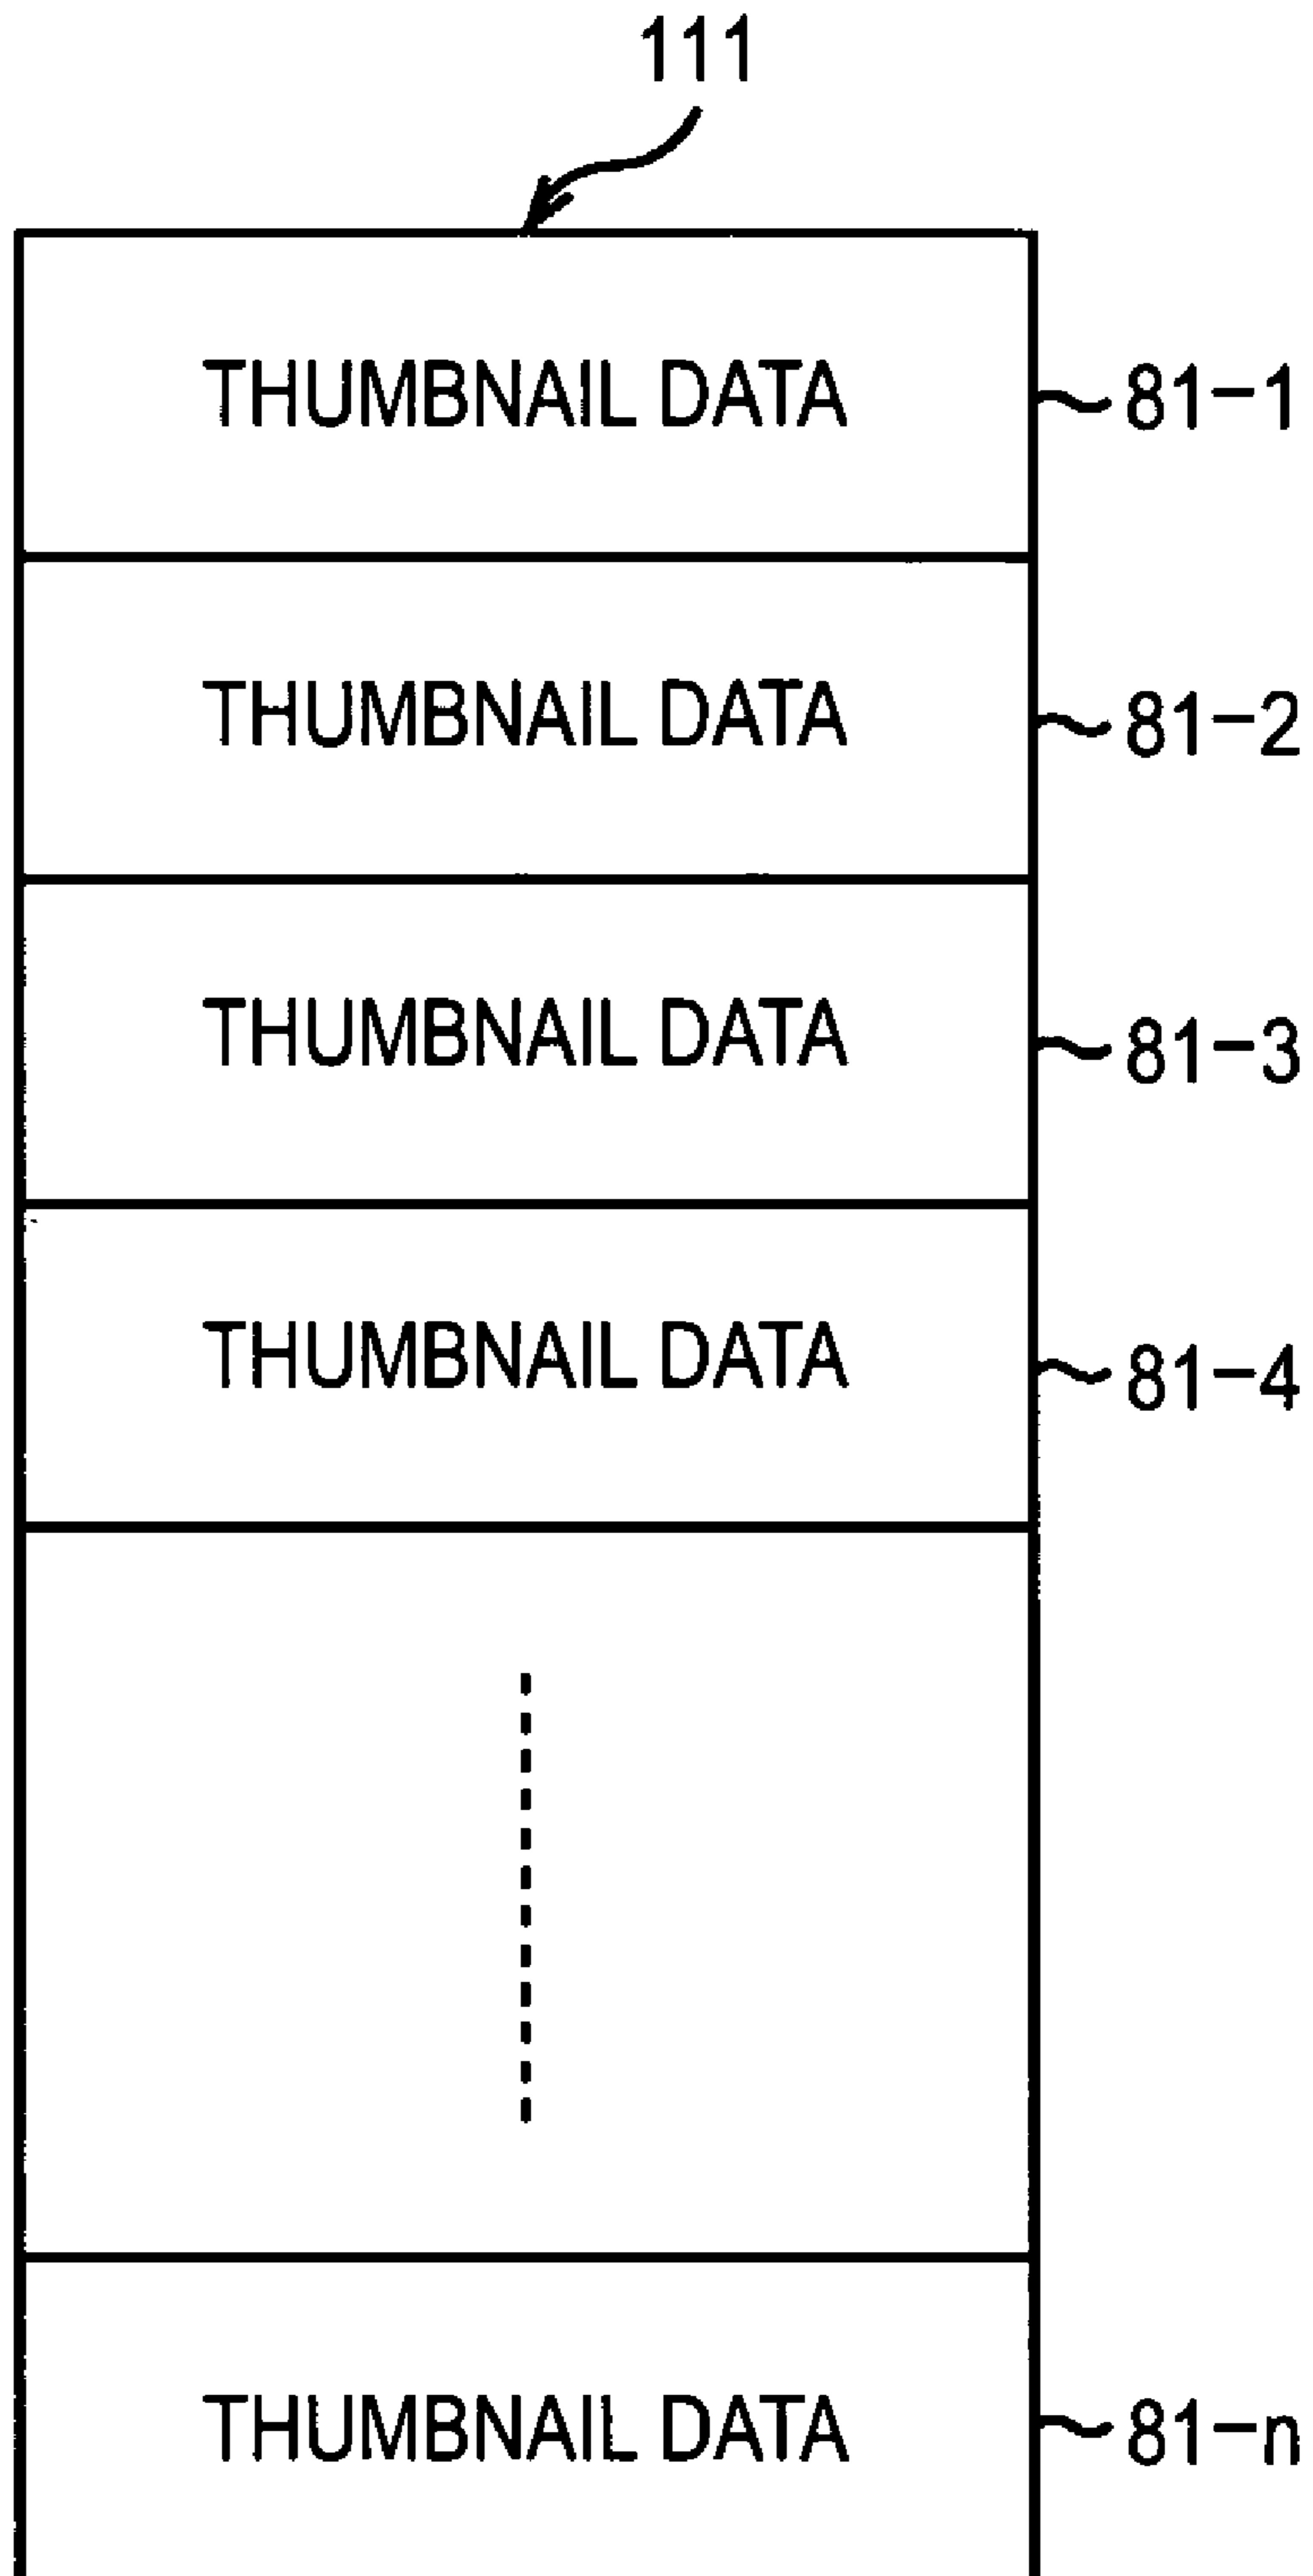 111
THUMBNAIL DATA 81-1
THUMBNAIL DATA 81-2
THUMBNAIL DATA 81-3
THUMBNAIL DATA 81-4
THUMBNAIL DATA 81-n